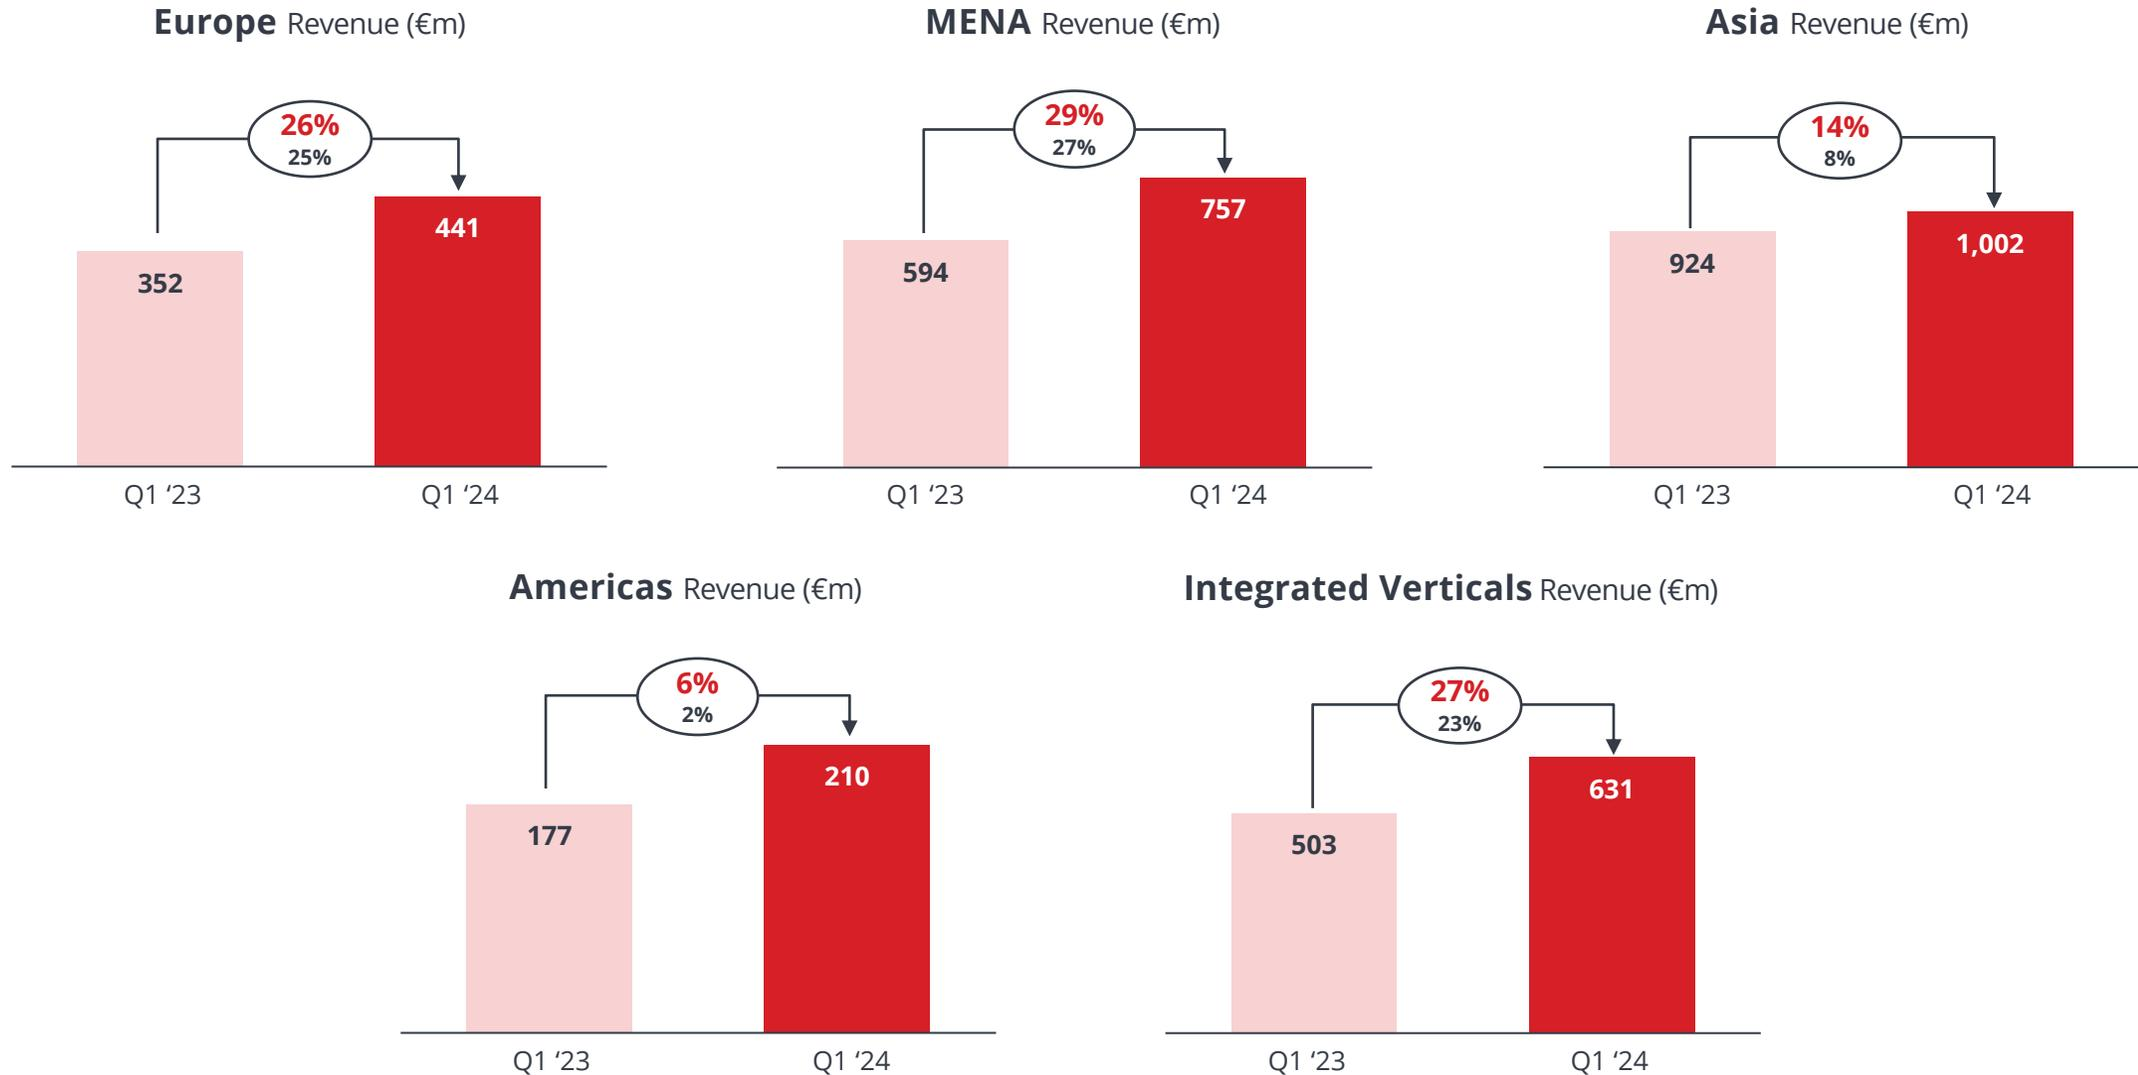 Europe Revenue (€m)
26%
25%
352
441
Q1 ‘23
Q1 ‘24
MENA Revenue (€m)
29%
27%
594
757
Q1 ‘23
Q1 ‘24
Asia Revenue (€m)
14%
8%
924
1,002
Q1 ‘23
Q1 ‘24
Americas Revenue (€m)
6%
2%
177
210
Q1 ‘23
Q1 ‘24
Integrated Verticals Revenue (€m)
27%
23%
503
631
Q1 ‘23
Q1 ‘24